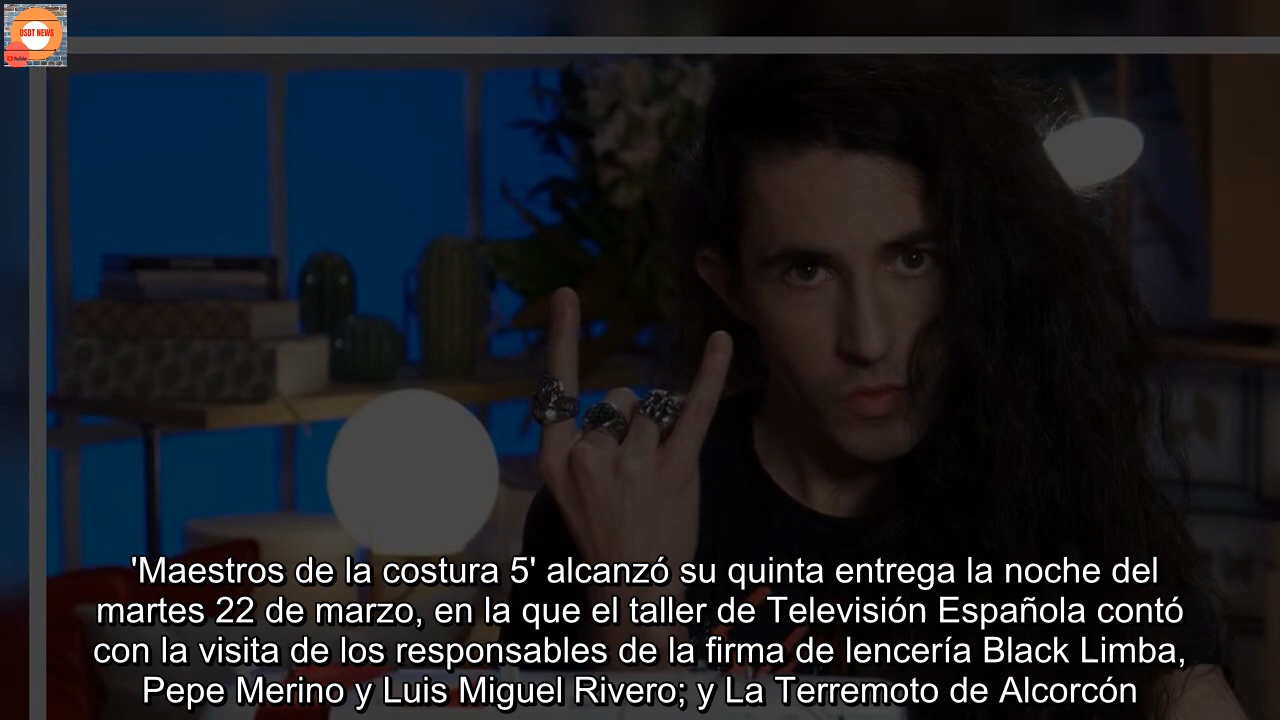 USDT NEWS
'Maestros de la costura 5' alcanzó su quinta entrega la noche del
martes 22 de marzo, en la que el taller de Televisión Española contó
con la visita de los responsables de la firma de lencería Black Limba,
Pepe Merino y Luis Miguel Rivero; y La Terremoto de Alcorcón